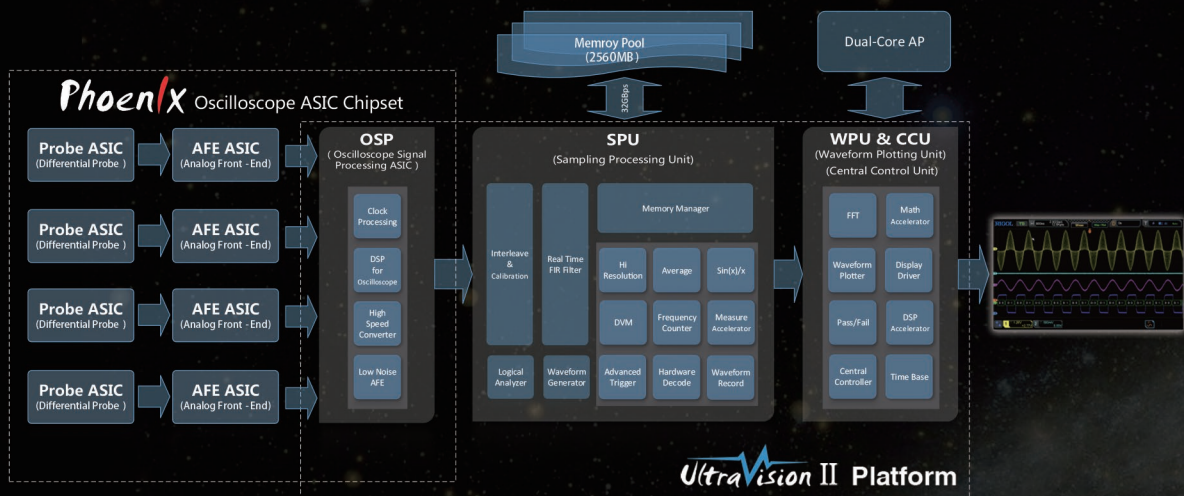 Memroy Pool
(2560MB)
Dual-Core AP
32GBps
Phoenix Oscilloscope ASIC Chipset
Probe ASIC
(Differential Probe )
AFE ASIC
(Analog Front -End)
Probe ASIC
(Differential Probe )
AFE ASIC
(Analog Front -End)
Probe ASIC
(Differential Probe )
AFE ASIC
(Analog Front -End)
Probe ASIC
(Differential Probe )
AFE ASIC
(Analog Front -End)
OSP
( Oscilloscope Signal
Processing ASIC )
Clock
Processing
DSP
for
Oscilloscope
High
Speed
Converter
Low Noise
AFE
SPU
(Sampling Processing Unit)
Interleave
&
Calibration
Real Time
FIR Filter
Memory Manager
Hi
Resolution
Average
Sin(x)/x
DVM
Frequency
Counter
Measure
Accelerator
Logical
Analyzer
Waveform
Generator
Advanced
Trigger
Hardware
Decode
Waveform
Record
WPU & CCU
(Waveform Plotting Unit)
(Central Control Unit)
FFT
Math
Accelerator
Waveform
Plotter
Display
Driver
Pass/Fail
DSP
Accelerator
Central
Controller
Time Base
RIGOL
UltraVision II Platform